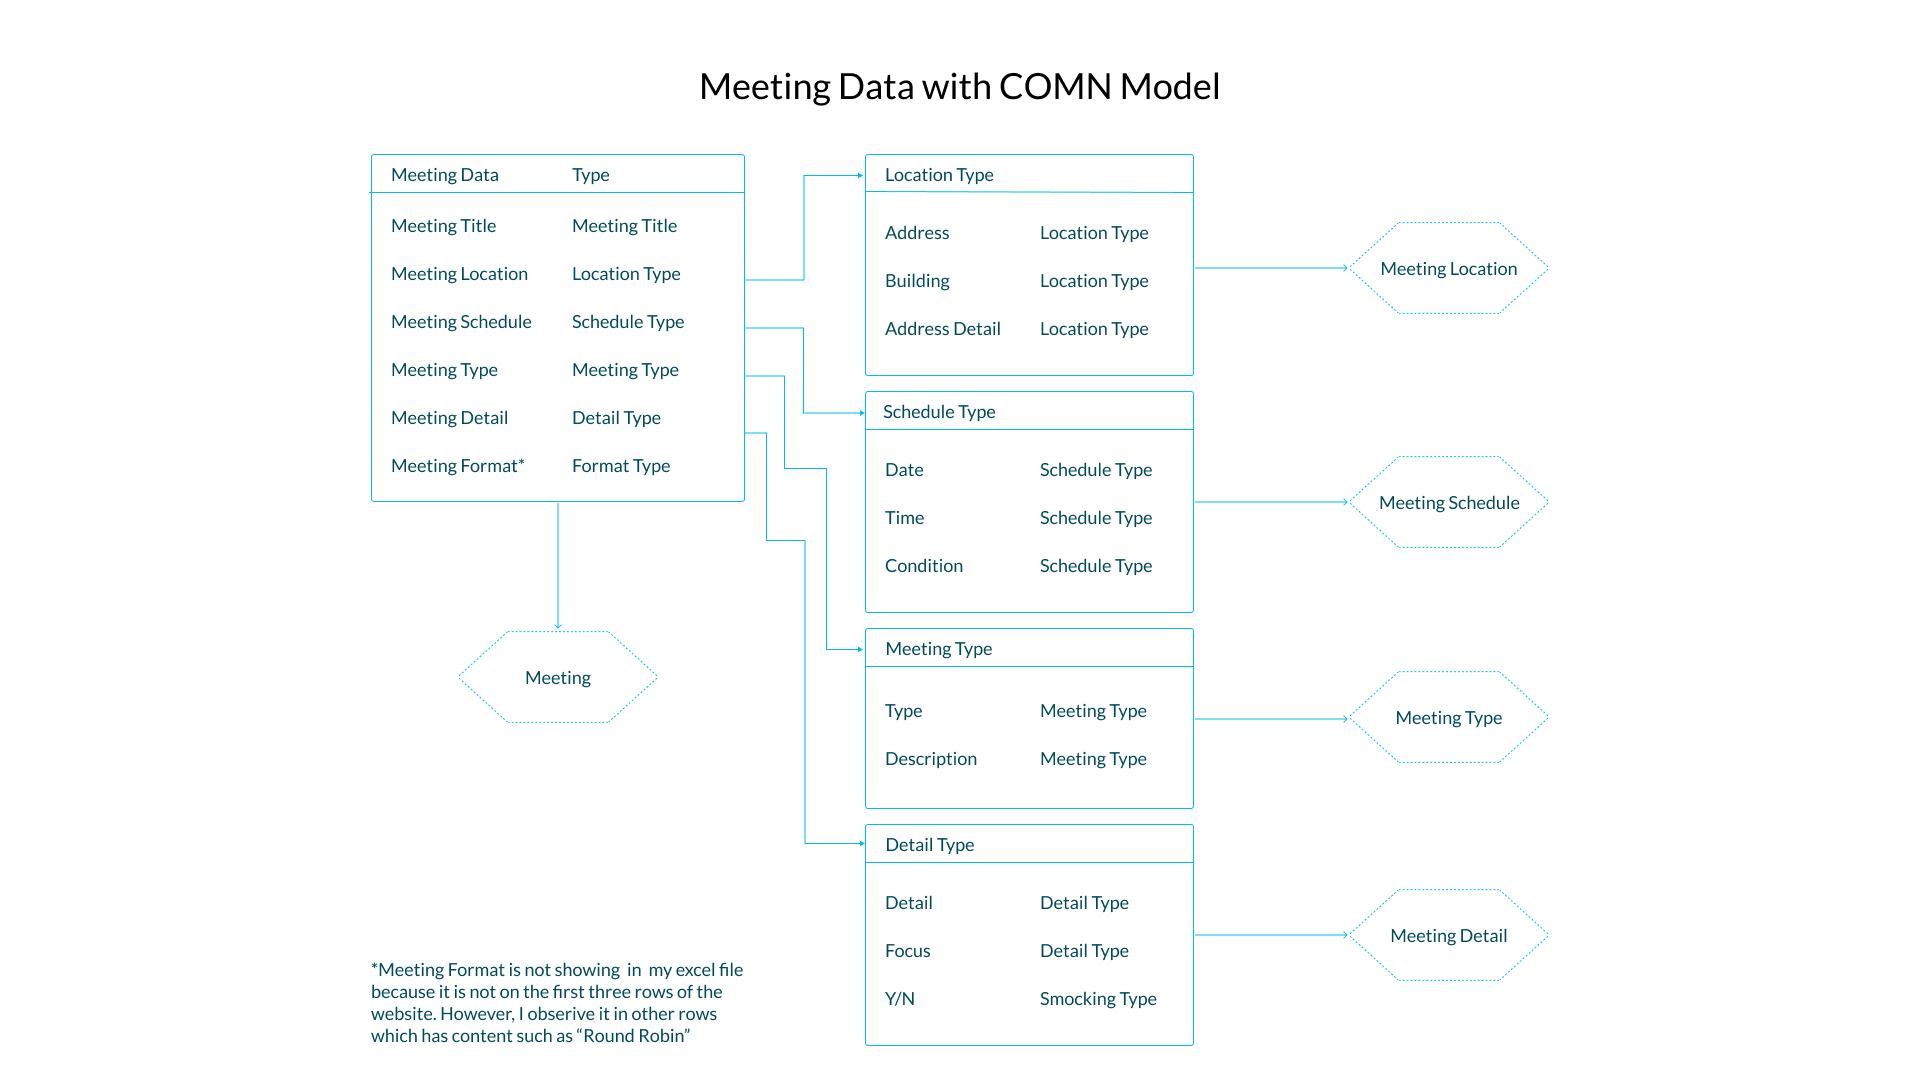 Meeting Data with COMN Model
Meeting Data Type
Meeting Title Meeting Title
Meeting Location Location Type
Meeting Schedule Schedule Type
Meeting Type Meeting Type
Meeting Detail Detail Type
Meeting Format* Format Type
Meeting
Location Type
Address Location Type
Building Location Type
Address Detail Location Type
Meeting Location
Schedule Type
Date Schedule Type
Time Schedule Type
Condition Schedule Type
Meeting Schedule
Meeting Type
Type Meeting Type
Description Meeting Type
Meeting Type
Detail Type
Detail Detail Type
Focus Detail Type
Y/N Smocking Type
Meeting Detail
*Meeting Format is not showing  in  my excel file
because it is not on the first three rows of the
website. However, I obserive it in other rows
which has content such as “Round Robin”